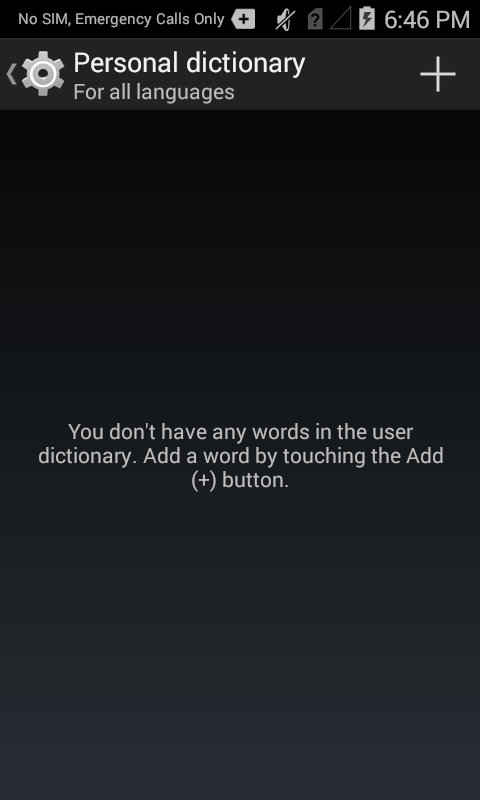 No SIM, Emergency Calls Only 6:46 PM
Personal dictionary
For all languages
You don't have any words in the user
dictionary. Add a word by touching the Add
(+) button.